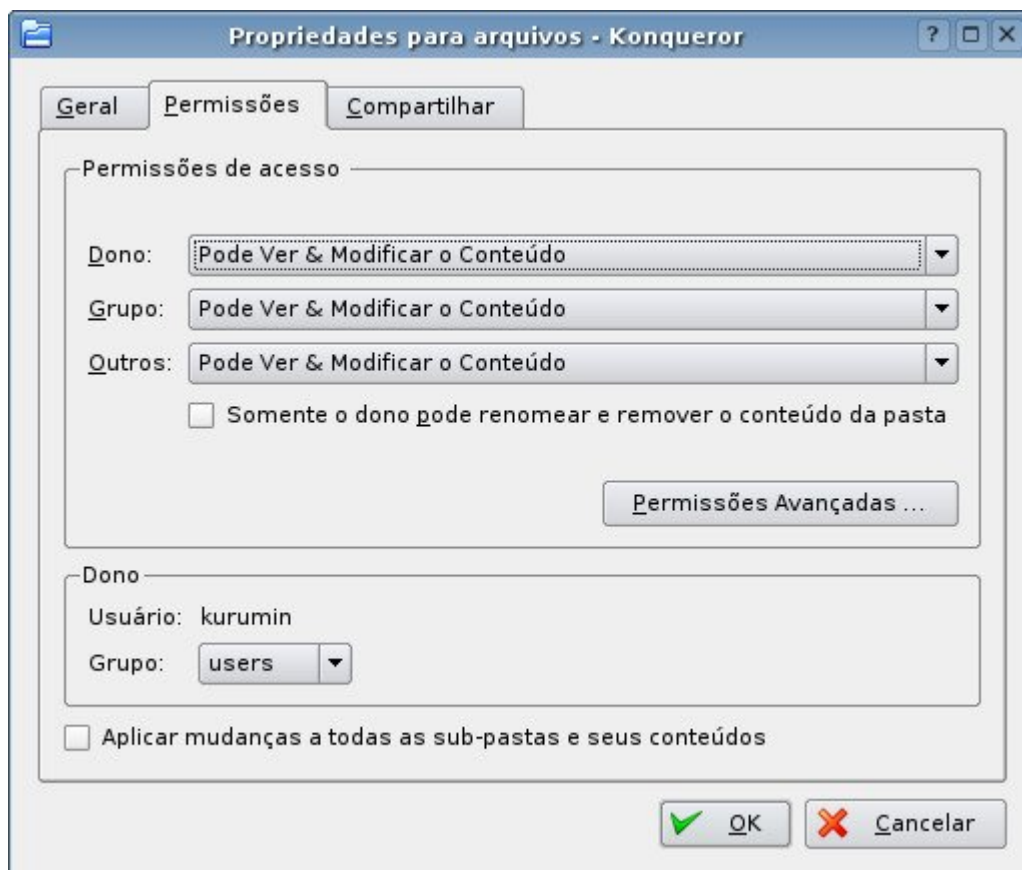 Propriedades para arquivos - Konqueror
?
Geral Permissões Compartilhar
Permissões de acesso
Dono: Pode Ver & Modificar o Conteúdo
Grupo: Pode Ver & Modificar o Conteúdo
Outros: Pode Ver & Modificar o Conteúdo
Somente o dono pode renomear e remover o conteúdo da pasta
Permissões Avançadas ...
Dono
Usuário: kurumin
Grupo: users
Aplicar mudanças a todas as sub-pastas e seus conteúdos
OK Cancelar